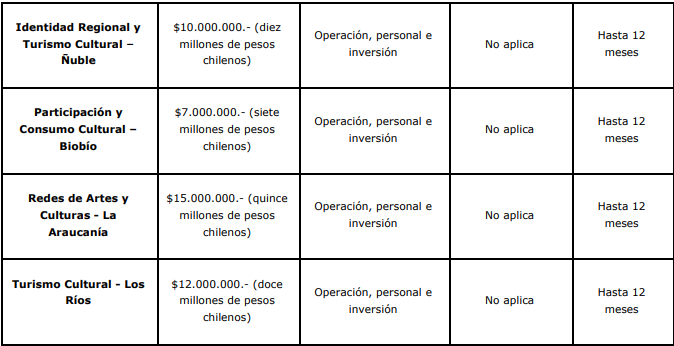 Identidad Regional y
Turismo Cultural –
Ñuble
$10.000.000.- (diez
millones de pesos
chilenos)
Operación, personal e
inversión
No aplica
Hasta 12
meses
Participación y
Consumo Cultural –
Biobío
$7.000.000.- (siete
millones de pesos
chilenos)
Operación, personal e
inversión
No aplica
Hasta 12
meses
Redes de Artes y
Culturas - La
Araucanía
$15.000.000.- (quince
millones de pesos
chilenos)
Operación, personal e
inversión
No aplica
Hasta 12
meses
Turismo Cultural - Los
Ríos
$12.000.000.- (doce
millones de pesos
chilenos)
Operación, personal e
inversión
No aplica
Hasta 12
meses